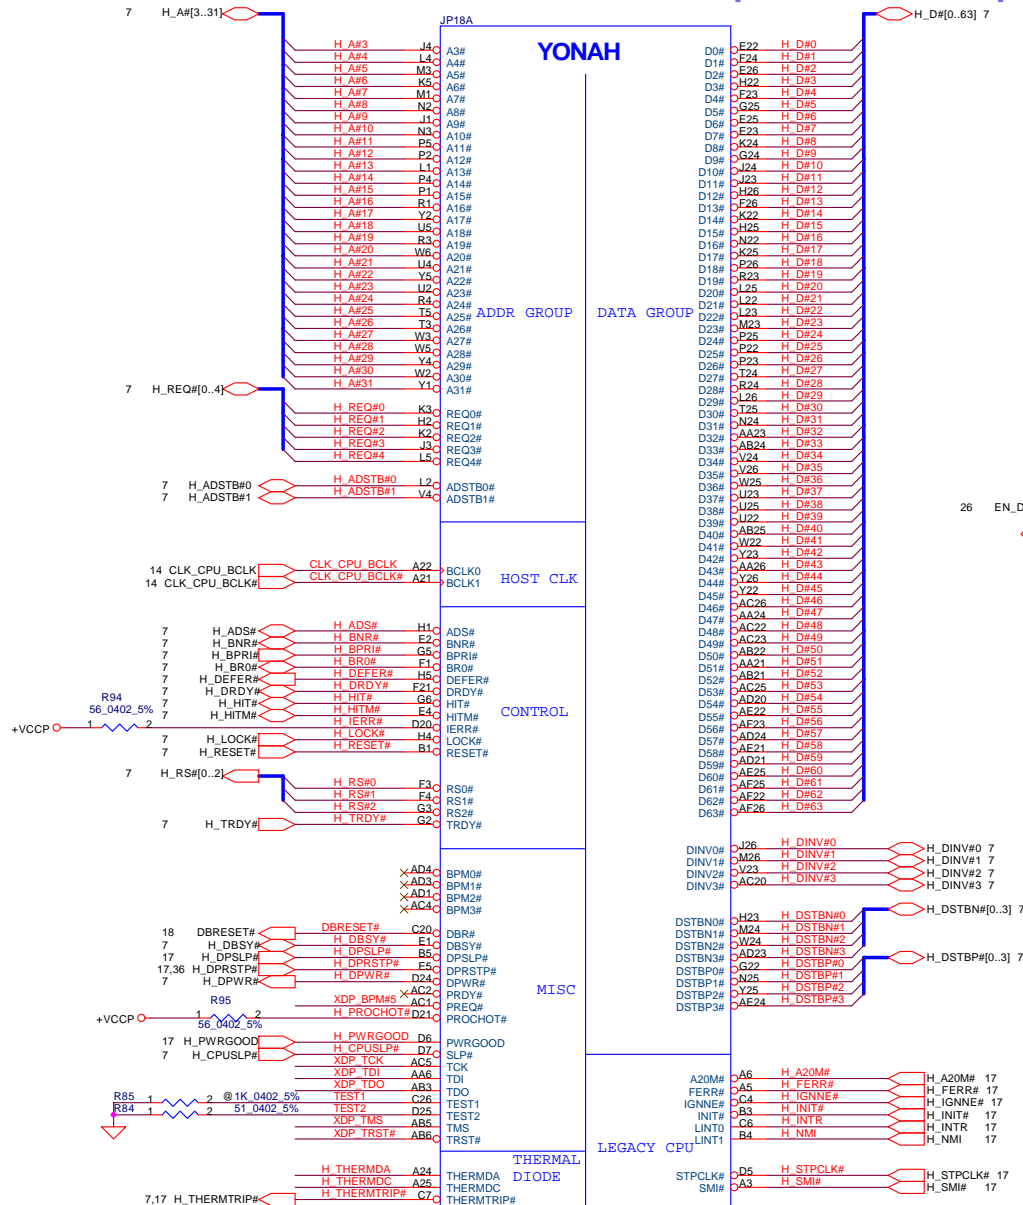 7 H_A#[3..31]
JP18A
YONAH
H_D#[0..63] 7
H_A#3 J4 A3#
H_A#4 L4 A4#
H_A#5 M3 A5#
H_A#6 K5 A6#
H_A#7 M1 A7#
H_A#8 N2 A8#
H_A#9 J1 A9#
H_A#10 N3 A10#
H_A#11 P5 A11#
H_A#12 P2 A12#
H_A#13 L1 A13#
H_A#14 P4 A14#
H_A#15 P1 A15#
H_A#16 R1 A16#
H_A#17 Y2 A17#
H_A#18 U5 A18#
H_A#19 R3 A19#
H_A#20 W6 A20#
H_A#21 U4 A21#
H_A#22 Y5 A22#
H_A#23 U2 A23#
H_A#24 R4 A24#
H_A#25 T5 A25#
H_A#26 T3 A26#
H_A#27 W3 A27#
H_A#28 W5 A28#
H_A#29 Y4 A29#
H_A#30 W2 A30#
H_A#31 Y1 A31#
ADDR GROUP
7 H_REQ#[0..4]
H_REQ#0 K3 REQ0#
H_REQ#1 H2 REQ1#
H_REQ#2 K2 REQ2#
H_REQ#3 J3 REQ3#
H_REQ#4 L5 REQ4#
7 H_ADSTB#0 H_ADSTB#0 L2 ADSTB0#
7 H_ADSTB#1 H_ADSTB#1 V4 ADSTB1#
14 CLK_CPU_BCLK CLK_CPU_BCLK A22 BCLK0
14 CLK_CPU_BCLK# CLK_CPU_BCLK# A21 BCLK1
HOST CLK
7 H_ADS# H_ADS# H1 ADS#
7 H_BNR# H_BNR# E2 BNR#
7 H_BPRI# H_BPRI# G5 BPRI#
7 H_BR0# H_BR0# F1 BR0#
7 H_DEFER# H_DEFER# H5 DEFER#
7 H_DRDY# H_DRDY# F21 DRDY#
7 H_HIT# H_HIT# G6 HIT#
7 H_HITM# H_HITM# E4 HITM#
CONTROL
R94
56_0402_5%
+VCCP 1 2 H_IERR# D20 IERR#
7 H_LOCK# H_LOCK# H4 LOCK#
7 H_RESET# H_RESET# B1 RESET#
7 H_RS#[0..2]
H_RS#0 F3 RS0#
H_RS#1 F4 RS1#
H_RS#2 G3 RS2#
7 H_TRDY# H_TRDY# G2 TRDY#
AD4 BPM0#
AD3 BPM1#
AD1 BPM2#
AC4 BPM3#
18 DBRESET# DBRESET# C20 DBR#
7 H_DBSY# H_DBSY# E1 DBSY#
17 H_DPSLP# H_DPSLP# B5 DPSLP#
17,36 H_DPRSTP# H_DPRSTP# E5 DPRSTP#
7 H_DPWR# H_DPWR# D24 DPWR#
AC2 PRDY#
MISC
XDP_BPM#5 AC1 PREQ#
R95
+VCCP 1 2 H_PROCHOT# D21 PROCHOT#
56_0402_5%
17 H_PWRGOOD H_PWRGOOD D6 PWRGOOD
7 H_CPUSLP# H_CPUSLP# D7 SLP#
XDP_TCK AC5 TCK
XDP_TDI AA6 TDI
XDP_TDO AB3 TDO
R85 1 2 @1K_0402_5% TEST1 C26 TEST1
R84 1 2 51_0402_5% TEST2 D25 TEST2
XDP_TMS AB5 TMS
XDP_TRST# AB6 TRST#
THERMAL
DIODE
H_THERMDA A24 THERMDA
H_THERMDC A25 THERMDC
7,17 H_THERMTRIP# H_THERMTRIP# C7 THERMTRIP#
D0# E22 H_D#0
D1# F24 H_D#1
D2# E26 H_D#2
D3# H22 H_D#3
D4# F23 H_D#4
D5# G25 H_D#5
D6# E25 H_D#6
D7# E23 H_D#7
D8# K24 H_D#8
D9# G24 H_D#9
D10# J24 H_D#10
D11# J23 H_D#11
D12# H26 H_D#12
D13# F26 H_D#13
D14# K22 H_D#14
D15# H25 H_D#15
D16# N22 H_D#16
D17# K25 H_D#17
D18# P26 H_D#18
D19# R23 H_D#19
D20# L25 H_D#20
D21# L22 H_D#21
D22# L23 H_D#22
D23# M23 H_D#23
D24# P25 H_D#24
D25# P22 H_D#25
D26# P23 H_D#26
D27# T24 H_D#27
D28# R24 H_D#28
D29# L26 H_D#29
D30# T25 H_D#30
D31# N24 H_D#31
D32# AA23 H_D#32
D33# AB24 H_D#33
D34# V24 H_D#34
D35# V26 H_D#35
D36# W25 H_D#36
D37# U23 H_D#37
D38# U25 H_D#38
D39# U22 H_D#39
D40# AB25 H_D#40
D41# W22 H_D#41
D42# Y23 H_D#42
D43# AA26 H_D#43
D44# Y26 H_D#44
D45# Y22 H_D#45
D46# AC26 H_D#46
D47# AA24 H_D#47
D48# AC22 H_D#48
D49# AC23 H_D#49
D50# AB22 H_D#50
D51# AA21 H_D#51
D52# AB21 H_D#52
D53# AC25 H_D#53
D54# AD20 H_D#54
D55# AE22 H_D#55
D56# AF23 H_D#56
D57# AD24 H_D#57
D58# AE21 H_D#58
D59# AD21 H_D#59
D60# AE25 H_D#60
D61# AF25 H_D#61
D62# AF22 H_D#62
D63# AF26 H_D#63
DATA GROUP
26 EN_D
DINV0# J26 H_DINV#0 H_DINV#0 7
DINV1# M26 H_DINV#1 H_DINV#1 7
DINV2# V23 H_DINV#2 H_DINV#2 7
DINV3# AC20 H_DINV#3 H_DINV#3 7
H_DSTBN#[0..3] 7
DSTBN0# H23 H_DSTBN#0
DSTBN1# M24 H_DSTBN#1
DSTBN2# W24 H_DSTBN#2
DSTBN3# AD23 H_DSTBN#3
H_DSTBP#[0..3] 7
DSTBP0# G22 H_DSTBP#0
DSTBP1# N25 H_DSTBP#1
DSTBP2# Y25 H_DSTBP#2
DSTBP3# AE24 H_DSTBP#3
A20M# A6 H_A20M# H_A20M# 17
FERR# A5 H_FERR# H_FERR# 17
IGNNE# C4 H_IGNNE# H_IGNNE# 17
INIT# B3 H_INIT# H_INIT# 17
LINT0 C6 H_INTR H_INTR 17
LINT1 B4 H_NMI H_NMI 17
LEGACY CPU
STPCLK# D5 H_STPCLK# H_STPCLK# 17
SMI# A3 H_SMI# H_SMI# 17